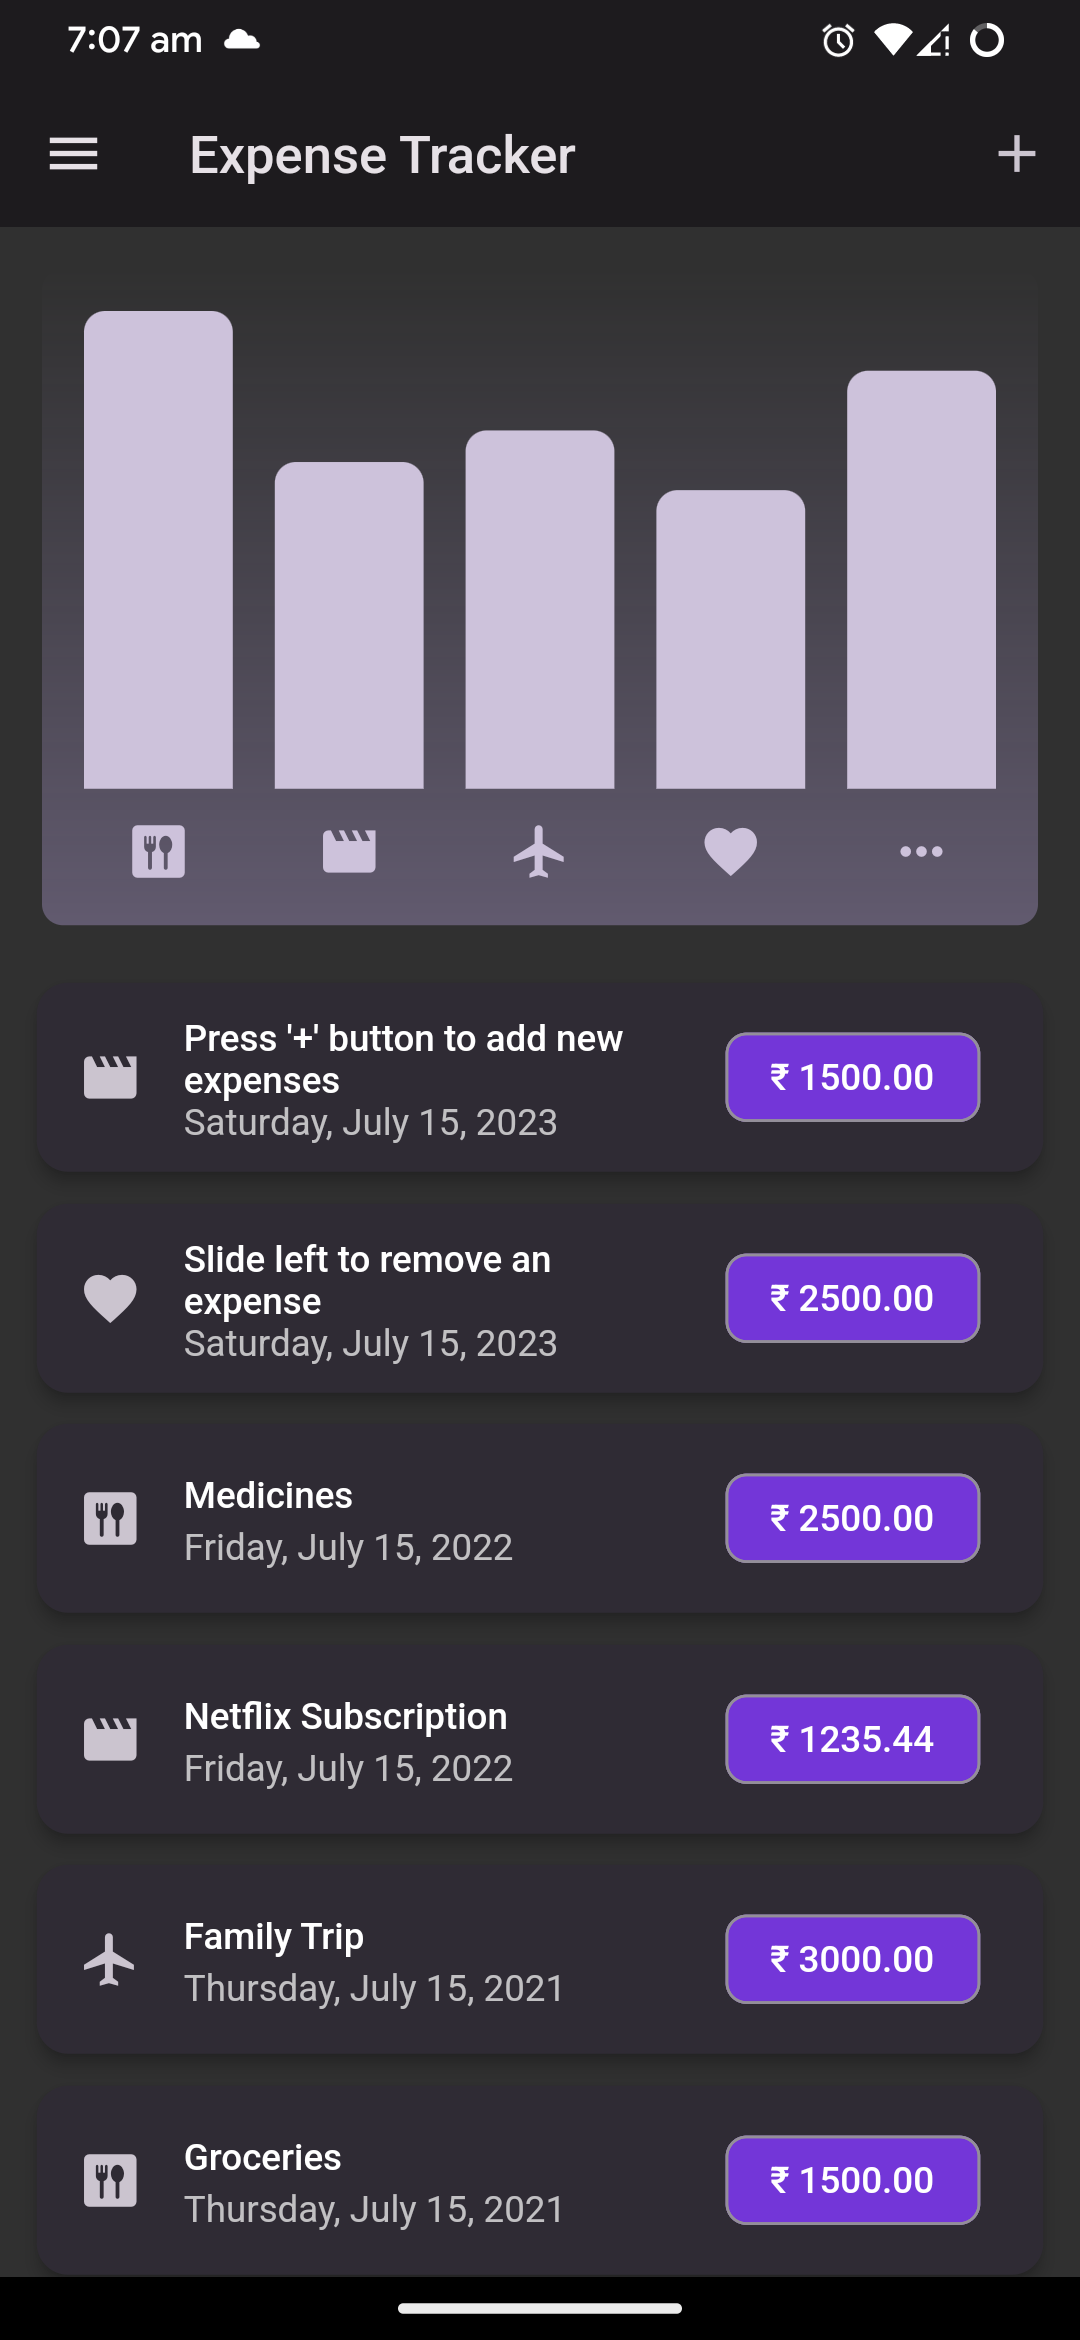 7:07 am
Expense Tracker
Press '+' button to add new
expenses
Saturday, July 15, 2023
₹ 1500.00
Slide left to remove an
expense
Saturday, July 15, 2023
₹ 2500.00
Medicines
Friday, July 15, 2022
₹ 2500.00
Netflix Subscription
Friday, July 15, 2022
₹ 1235.44
Family Trip
Thursday, July 15, 2021
₹ 3000.00
Groceries
Thursday, July 15, 2021
₹ 1500.00